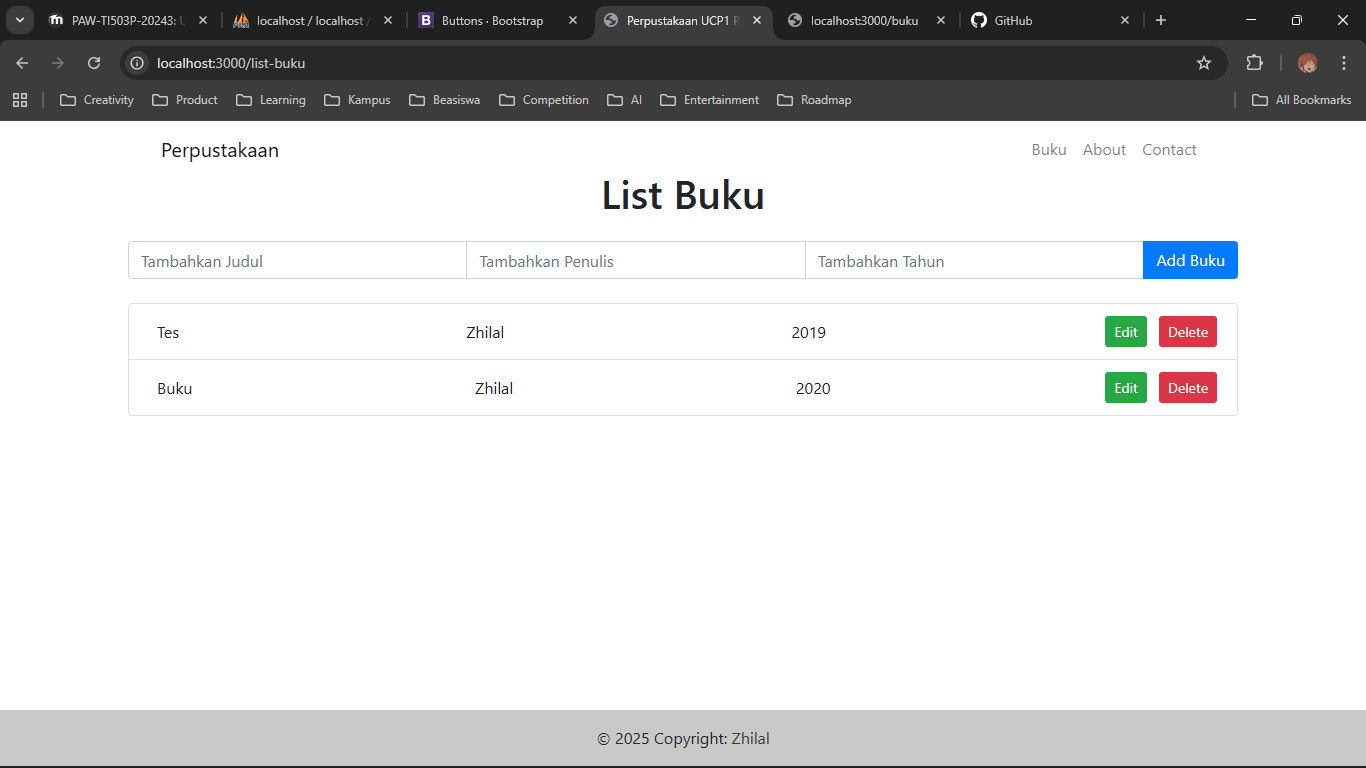 PAW-TI503P-20243: U
localhost / localhost /
Buttons · Bootstrap
Perpustakaan UCP1 P
localhost:3000/buku
GitHub
localhost:3000/list-buku
Creativity
Product
Learning
Kampus
Beasiswa
Competition
AI
Entertainment
Roadmap
All Bookmarks
Perpustakaan
Buku
About
Contact
List Buku
Tambahkan Judul
Tambahkan Penulis
Tambahkan Tahun
Add Buku
Tes
Zhilal
2019
Edit
Delete
Buku
Zhilal
2020
Edit
Delete
© 2025 Copyright: Zhilal